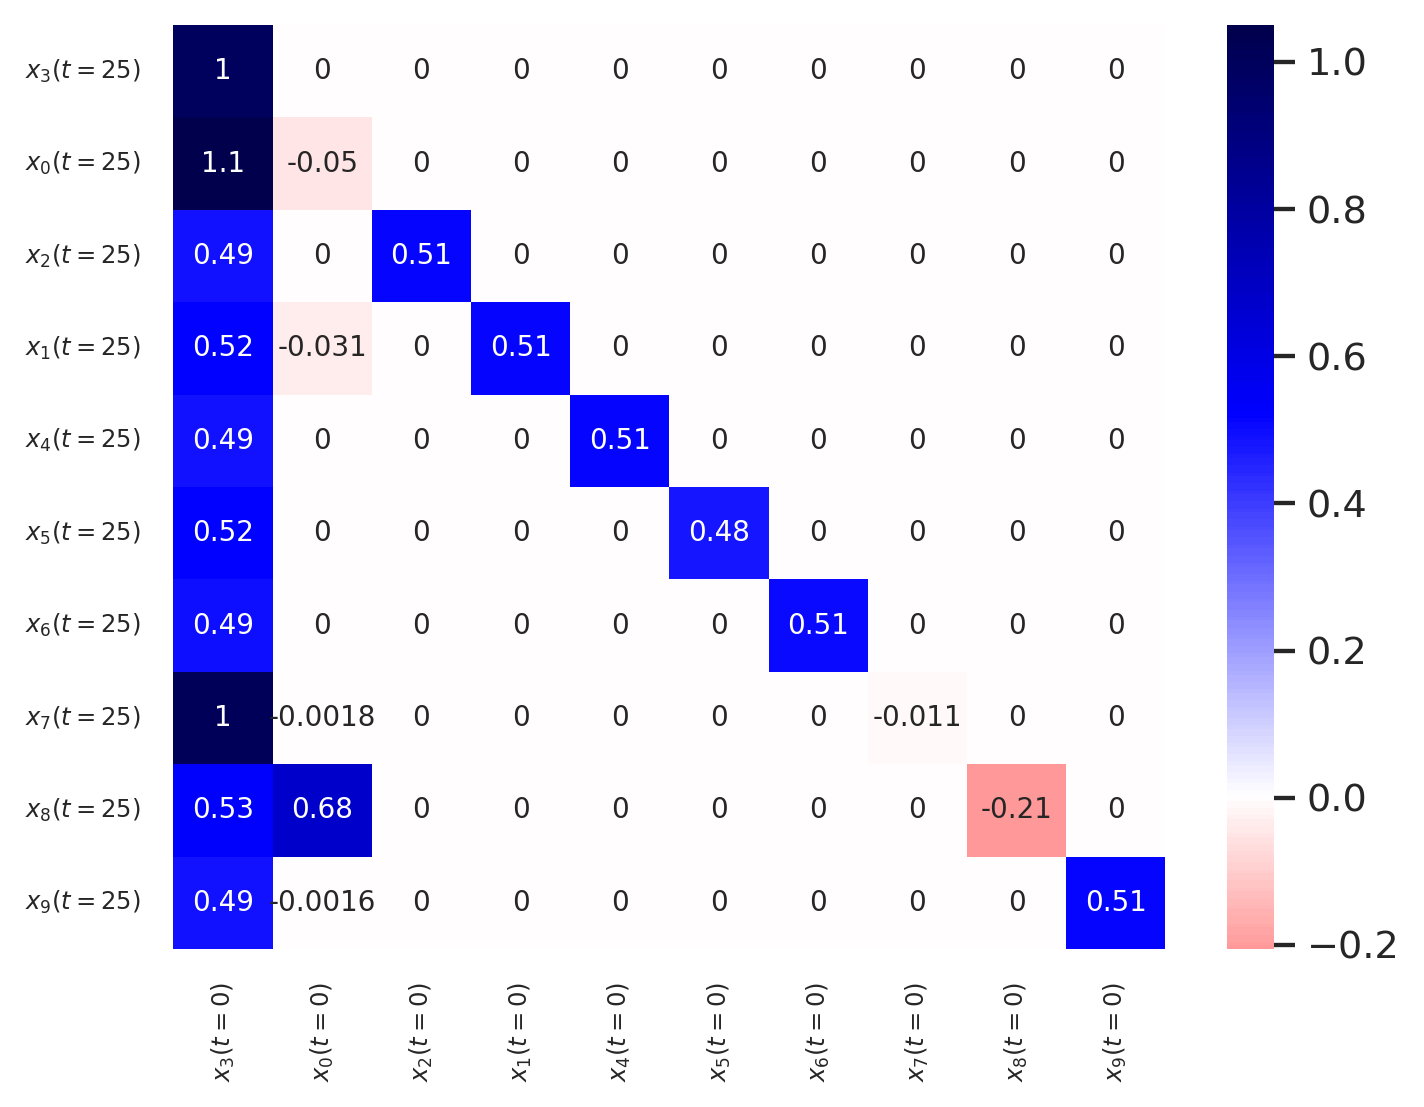 x₃(t = 25) 1 0 0 0 0 0 0 0 0 0
x₀(t = 25) 1.1 -0.05 0 0 0 0 0 0 0 0
x₂(t = 25) 0.49 0 0.51 0 0 0 0 0 0 0
x₁(t = 25) 0.52 -0.031 0 0.51 0 0 0 0 0 0
x₄(t = 25) 0.49 0 0 0 0.51 0 0 0 0 0
x₅(t = 25) 0.52 0 0 0 0 0.48 0 0 0 0
x₆(t = 25) 0.49 0 0 0 0 0 0.51 0 0 0
x₇(t = 25) 1 -0.0018 0 0 0 0 0 -0.011 0 0
x₈(t = 25) 0.53 0.68 0 0 0 0 0 0 -0.21 0
x₉(t = 25) 0.49 -0.0016 0 0 0 0 0 0 0 0.51
x₃(t = 0) x₀(t = 0) x₂(t = 0) x₁(t = 0) x₄(t = 0) x₅(t = 0) x₆(t = 0) x₇(t = 0) x₈(t = 0) x₉(t = 0)
1.0
0.8
0.6
0.4
0.2
0.0
−0.2